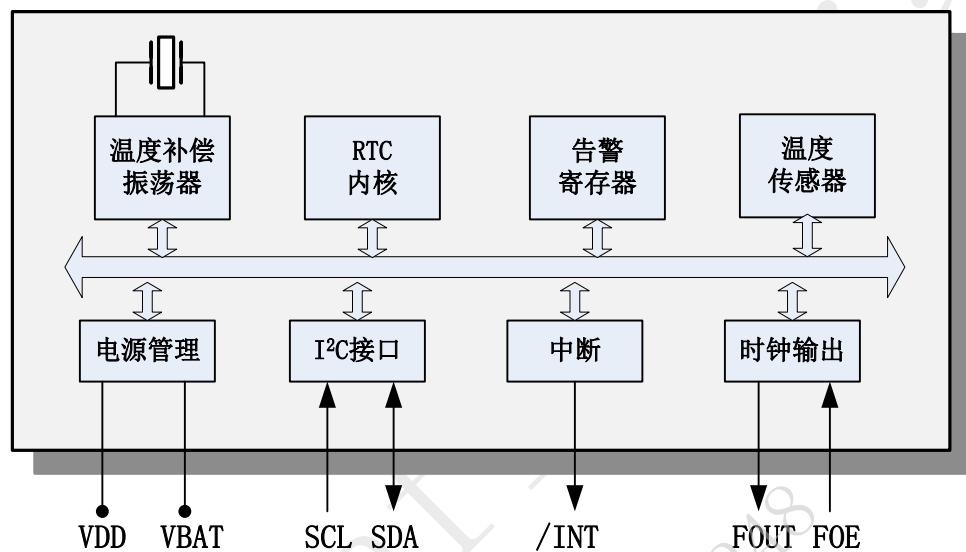 温度补偿
振荡器
RTC
内核
告警
寄存器
温度
传感器
电源管理
I²C接口
中断
时钟输出
VDD VBAT SCL SDA /INT FOUT FOE